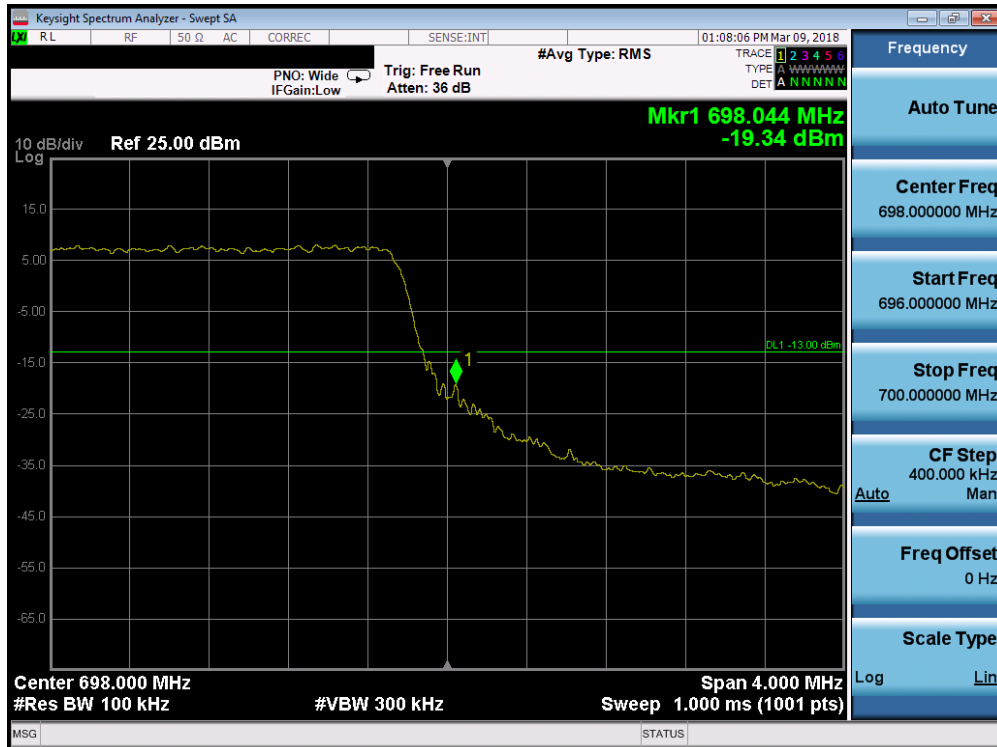 Keysight Spectrum Analyzer - Swept SA
LXI RL RF 50 Ω AC CORREC SENSE:INT 01:08:06 PM Mar 09, 2018
#Avg Type: RMS
TRACE 1 2 3 4 5 6
TYPE A WWWWW
DET A N N N N N
PNO: Wide
IFGain:Low
Trig: Free Run
Atten: 36 dB
Mkr1 698.044 MHz
-19.34 dBm
10 dB/div
Log
Ref 25.00 dBm
15.0
5.00
-5.00
-15.0
-25.0
-35.0
-45.0
-55.0
-65.0
DL1 -13.00 dBm
1
Center 698.000 MHz
Span 4.000 MHz
#Res BW 100 kHz
#VBW 300 kHz
Sweep 1.000 ms (1001 pts)
MSG
STATUS
Frequency
Auto Tune
Center Freq
698.000000 MHz
Start Freq
696.000000 MHz
Stop Freq
700.000000 MHz
CF Step
400.000 kHz
Auto Man
Freq Offset
0 Hz
Scale Type
Log Lin